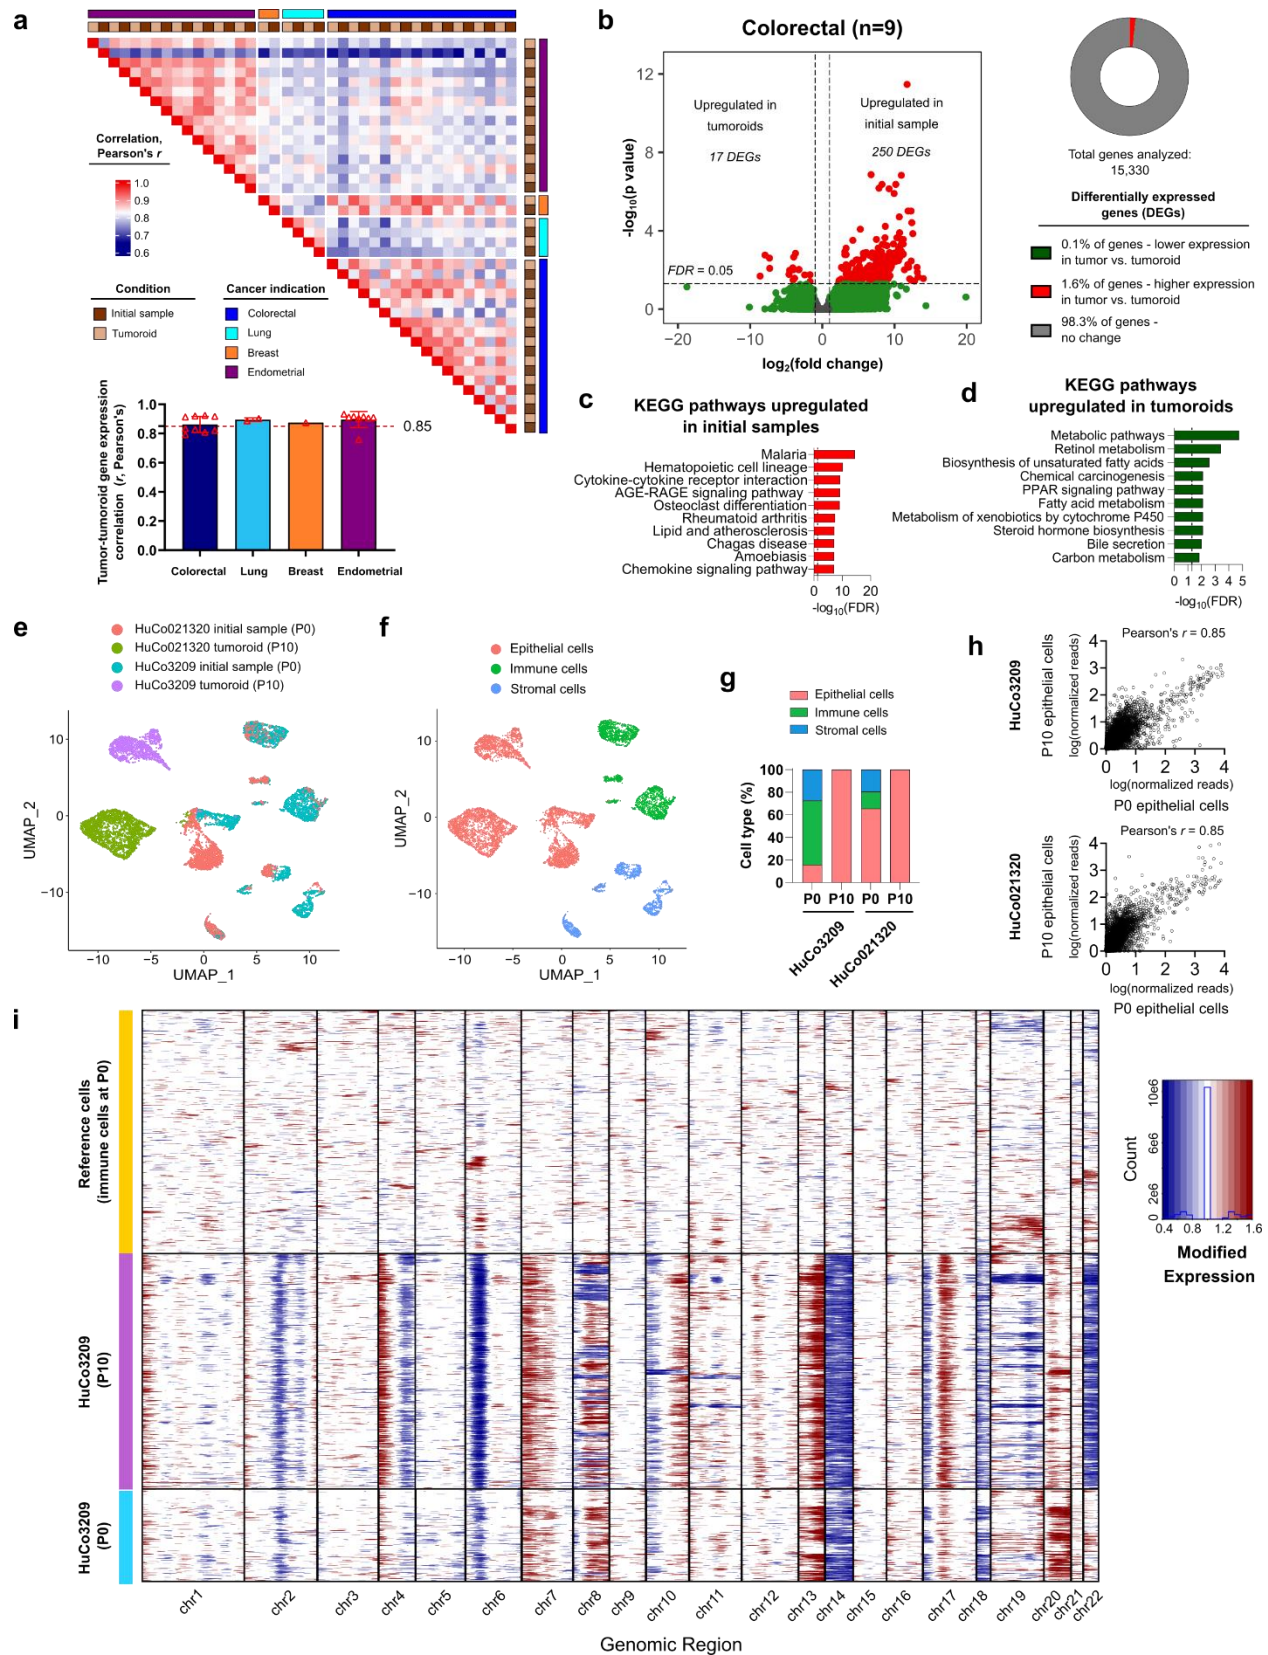 a
Correlation,
Pearson's r
1.0
0.9
0.8
0.7
0.6
Condition
Initial sample
Tumoroid
Cancer indication
Colorectal
Lung
Breast
Endometrial
Tumor-tumoroid gene expression
correlation (r, Pearson's)
1.0
0.8
0.6
0.4
0.2
0.0
0.85
Colorectal Lung Breast Endometrial
b
Colorectal (n=9)
Upregulated in
tumoroids
17 DEGs
Upregulated in
initial sample
250 DEGs
FDR = 0.05
-log10(p value)
12
8
4
0
−20 −10 0 10 20
log2(fold change)
Total genes analyzed:
15,330
Differentially expressed
genes (DEGs)
0.1% of genes - lower expression
in tumor vs. tumoroid
1.6% of genes - higher expression
in tumor vs. tumoroid
98.3% of genes -
no change
c
KEGG pathways upregulated
in initial samples
Malaria
Hematopoietic cell lineage
Cytokine-cytokine receptor interaction
AGE-RAGE signaling pathway
Osteoclast differentiation
Rheumatoid arthritis
Lipid and atherosclerosis
Chagas disease
Amoebiasis
Chemokine signaling pathway
0 10 20
-log10(FDR)
d
KEGG pathways
upregulated in tumoroids
Metabolic pathways
Retinol metabolism
Biosynthesis of unsaturated fatty acids
Chemical carcinogenesis
PPAR signaling pathway
Fatty acid metabolism
Metabolism of xenobiotics by cytochrome P450
Steroid hormone biosynthesis
Bile secretion
Carbon metabolism
0 1 2 3 4 5
-log10(FDR)
e
HuCo021320 initial sample (P0)
HuCo021320 tumoroid (P10)
HuCo3209 initial sample (P0)
HuCo3209 tumoroid (P10)
UMAP_2
10
0
−10
−10 −5 0 5 10
UMAP_1
f
Epithelial cells
Immune cells
Stromal cells
UMAP_2
10
0
−10
−10 −5 0 5 10
UMAP_1
g
Epithelial cells
Immune cells
Stromal cells
Cell type (%)
100
80
60
40
20
0
P0 P10 P0 P10
HuCo3209
HuCo021320
h
HuCo3209
P10 epithelial cells
log(normalized reads)
Pearson's r = 0.85
4
3
2
1
0
0 1 2 3 4
log(normalized reads)
P0 epithelial cells
HuCo021320
P10 epithelial cells
log(normalized reads)
Pearson's r = 0.85
4
3
2
1
0
0 1 2 3 4
log(normalized reads)
P0 epithelial cells
i
Reference cells
(immune cells at P0)
HuCo3209
(P10)
HuCo3209
(P0)
chr1 chr2 chr3 chr4 chr5 chr6 chr7 chr8 chr9 chr10 chr11 chr12 chr13 chr14 chr15 chr16 chr17 chr18 chr19 chr20 chr21 chr22
Genomic Region
Count
10e6
6e6
2e6
0
0.4 0.8 1.2 1.6
Modified
Expression